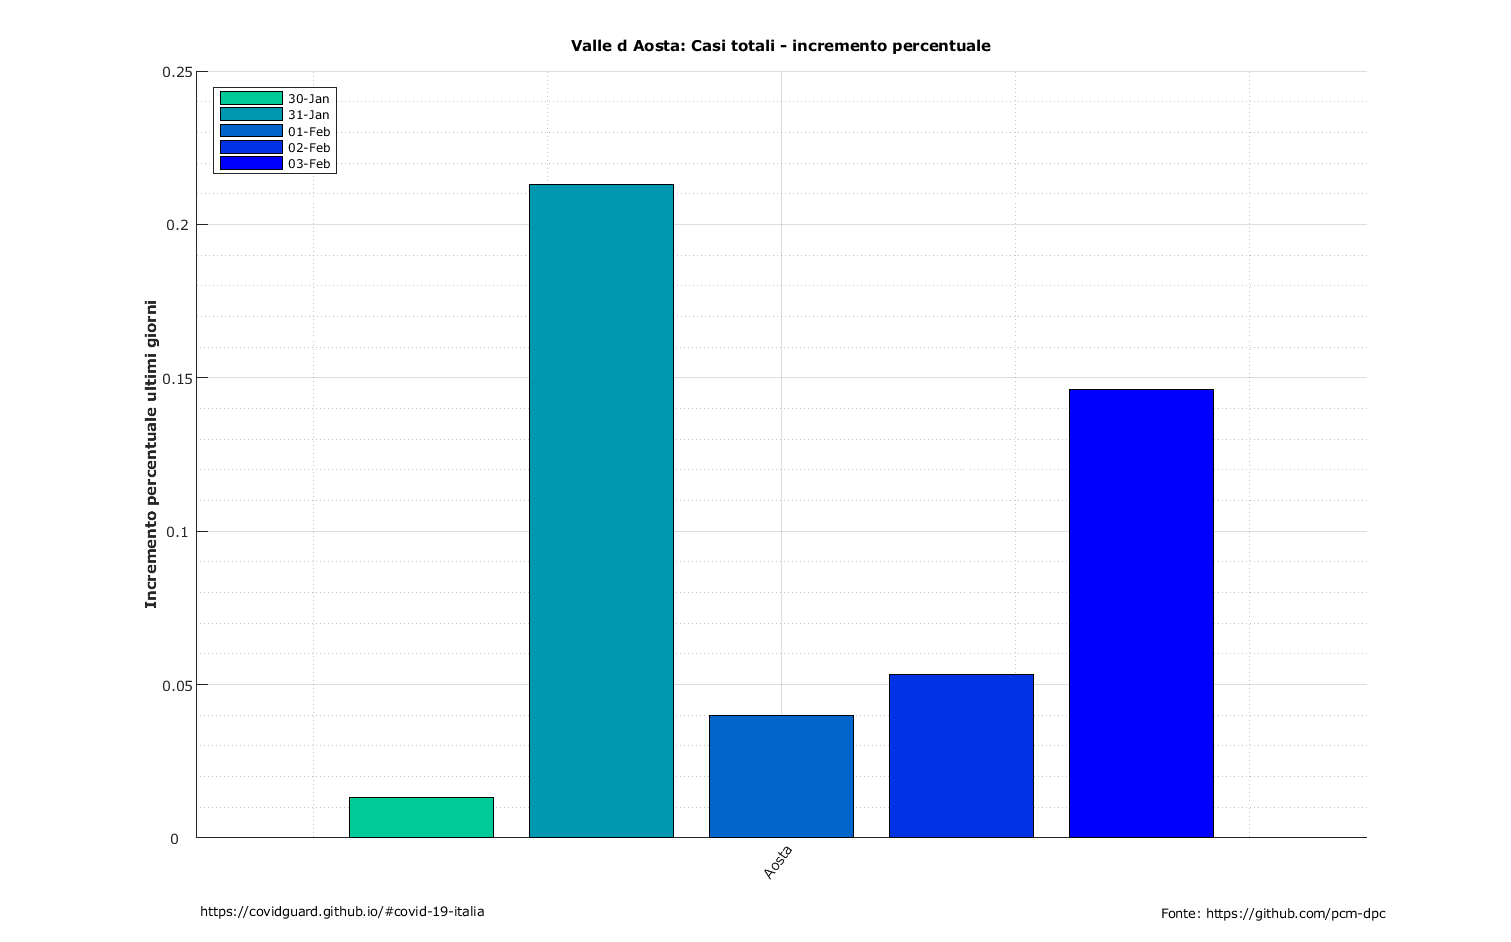 Valle d Aosta: Casi totali - incremento percentuale
0.25
30-Jan
31-Jan
01-Feb
02-Feb
03-Feb
0.2
0.15
0.1
0.05
0
Incremento percentuale ultimi giorni
Aosta
https://covidguard.github.io/#covid-19-italia
Fonte: https://github.com/pcm-dpc